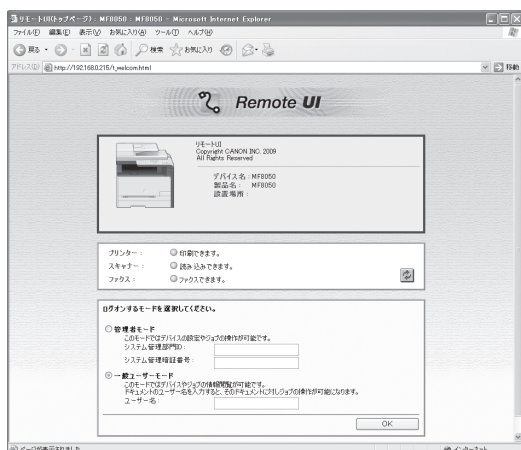 リモートUI(トップページ) : MF8050 : MF8050 - Microsoft Internet Explorer
ファイル(F) 編集(E) 表示(V) お気に入り(A) ツール(T) ヘルプ(H)
戻る 検索 お気に入り
アドレス(D) http://192.168.0.215/t_welcom.html 移動
Remote UI
リモートUI
Copyright CANON INC. 2009
All Rights Reserved
デバイス名 : MF8050
製品名 : MF8050
設置場所 :
プリンター : 印刷できます。
スキャナー : 読み込みできます。
ファクス : ファクスできます。
ログオンするモードを選択してください。
管理者モード
このモードではデバイスの設定やジョブの操作が可能です。
システム管理部門ID :
システム管理暗証番号 :
一般ユーザーモード
このモードではデバイスやジョブの情報閲覧が可能です。
ドキュメントのユーザー名を入力すると、そのドキュメントに対しジョブの操作が可能になります。
ユーザー名 :
OK
ページが表示されました
インターネット